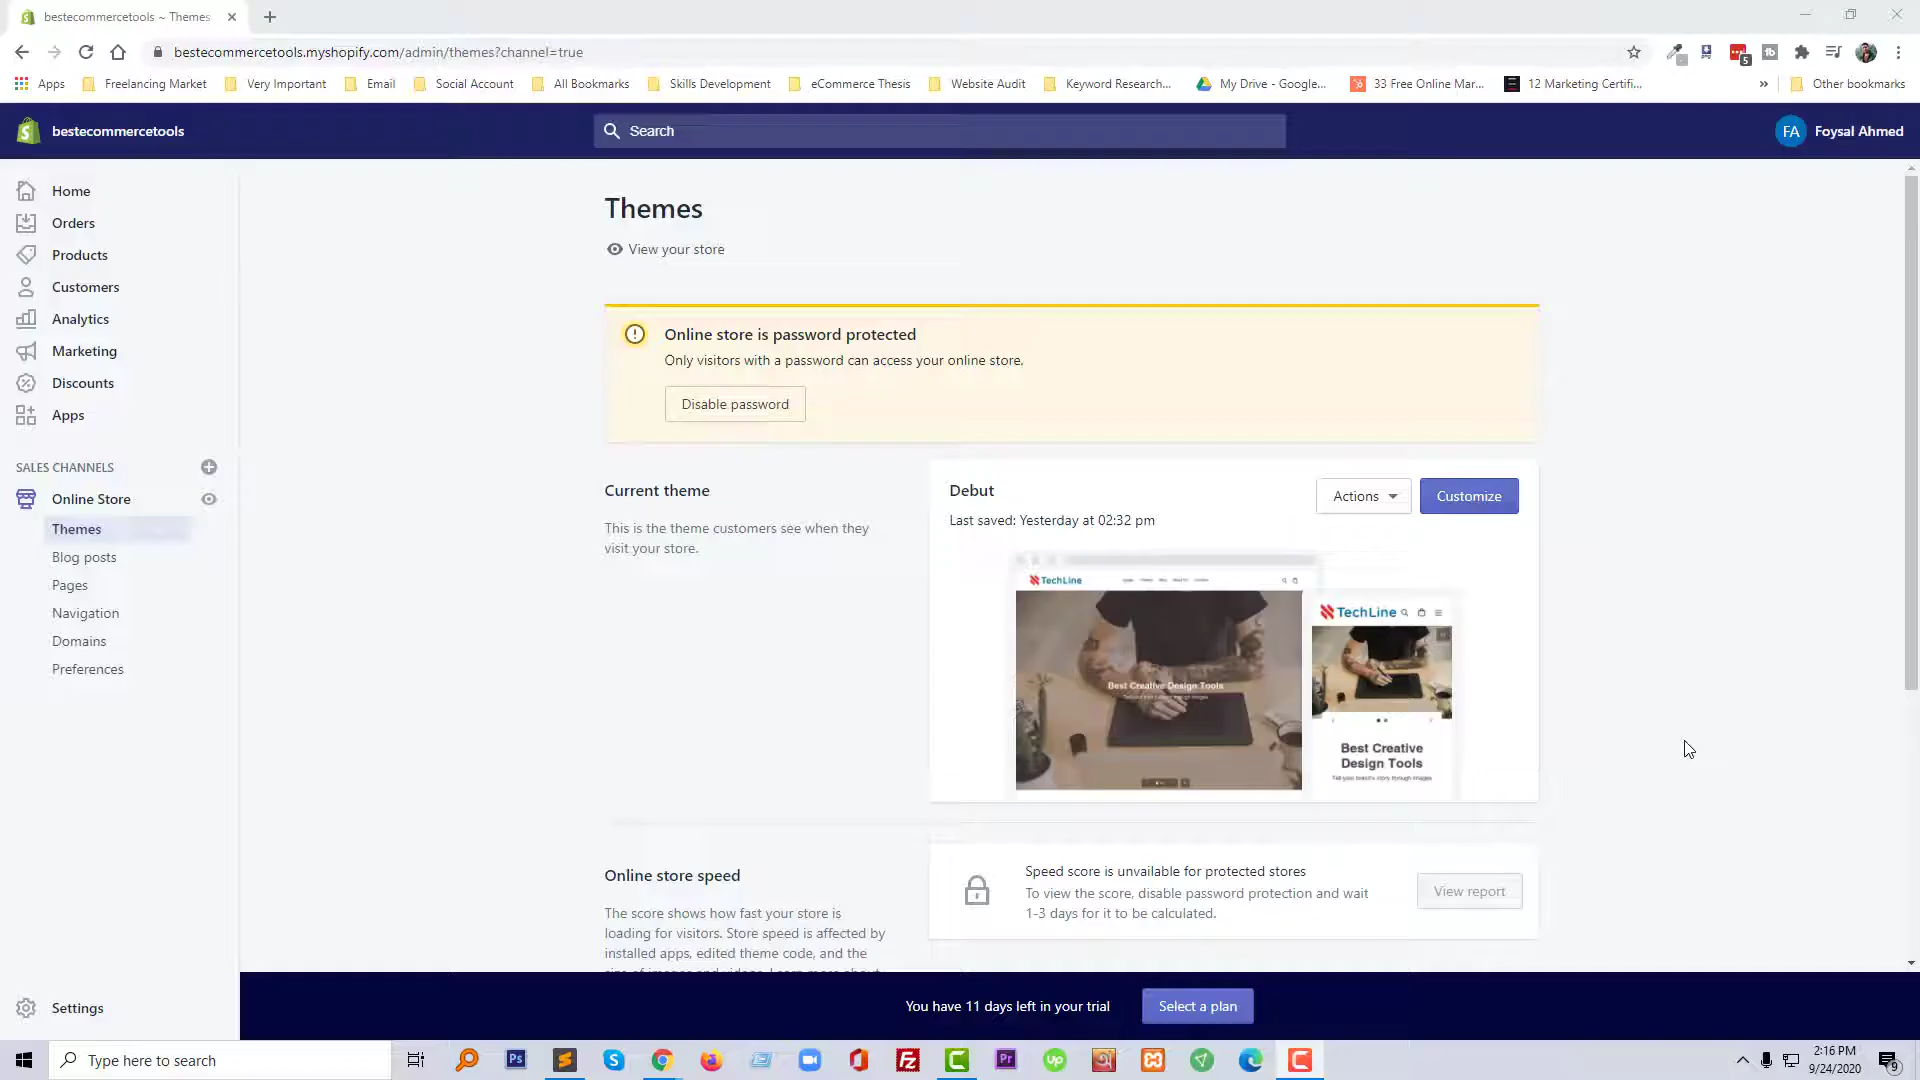 bestecommercetools ~ Themes
bestecommercetools.myshopify.com/admin/themes?channel=true
5
Apps
Freelancing Market
Very Important
Email
Social Account
All Bookmarks
Skills Development
eCommerce Thesis
Website Audit
Keyword Research...
My Drive - Google...
33 Free Online Mar...
12 Marketing Certifi...
»
Other bookmarks
bestecommercetools
Search
FA
Foysal Ahmed
Home
Orders
Products
Customers
Analytics
Marketing
Discounts
Apps
SALES CHANNELS
Online Store
Themes
Blog posts
Pages
Navigation
Domains
Preferences
Settings
Themes
View your store
Online store is password protected
Only visitors with a password can access your online store.
Disable password
Current theme
This is the theme customers see when they
visit your store.
Debut
Last saved: Yesterday at 02:32 pm
Actions
Customize
TechLine
Best Creative Design Tools
TechLine
Best Creative
Design Tools
Tell your brand's story through images
Online store speed
The score shows how fast your store is
loading for visitors. Store speed is affected by
installed apps, edited theme code, and the
Speed score is unvailable for protected stores
To view the score, disable password protection and wait
1-3 days for it to be calculated.
View report
You have 11 days left in your trial
Select a plan
Type here to search
2:16 PM
9/24/2020
9